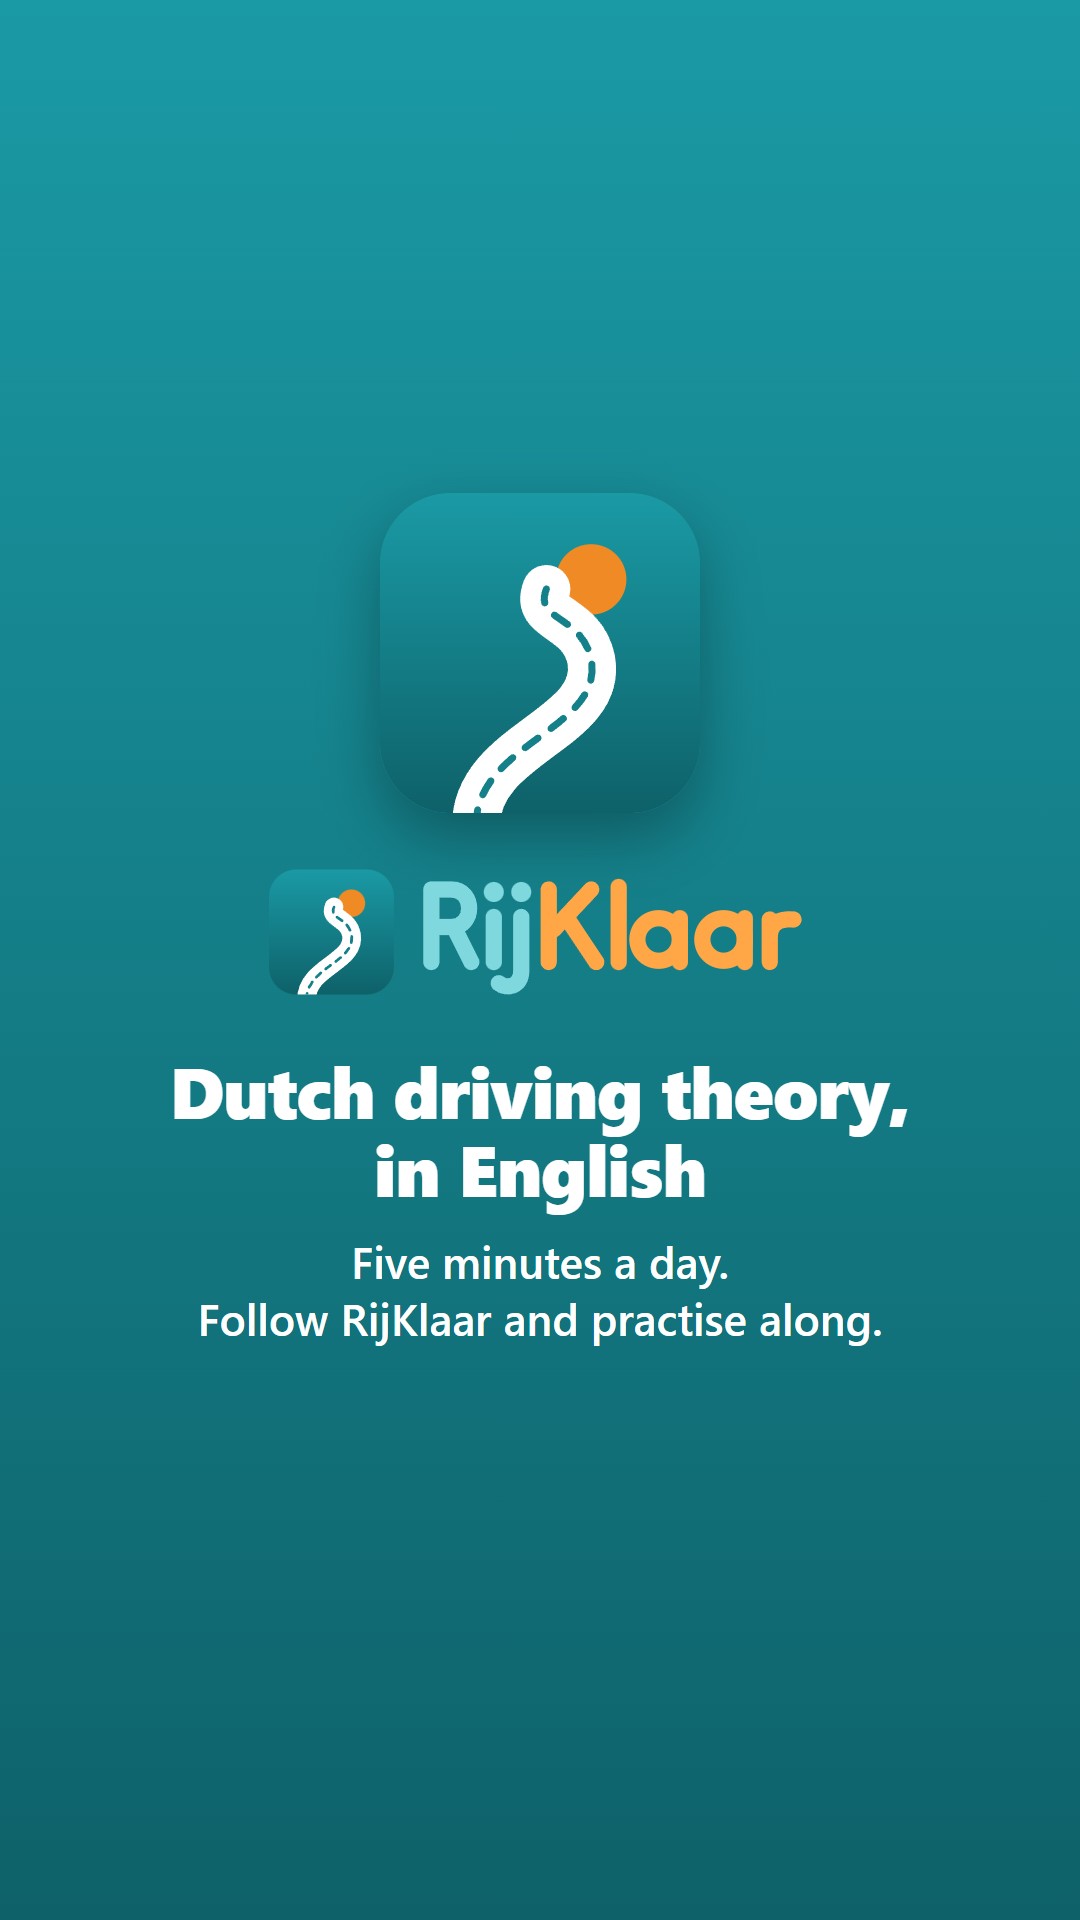 RijKlaar
Dutch driving theory,
in English
Five minutes a day.
Follow RijKlaar and practise along.